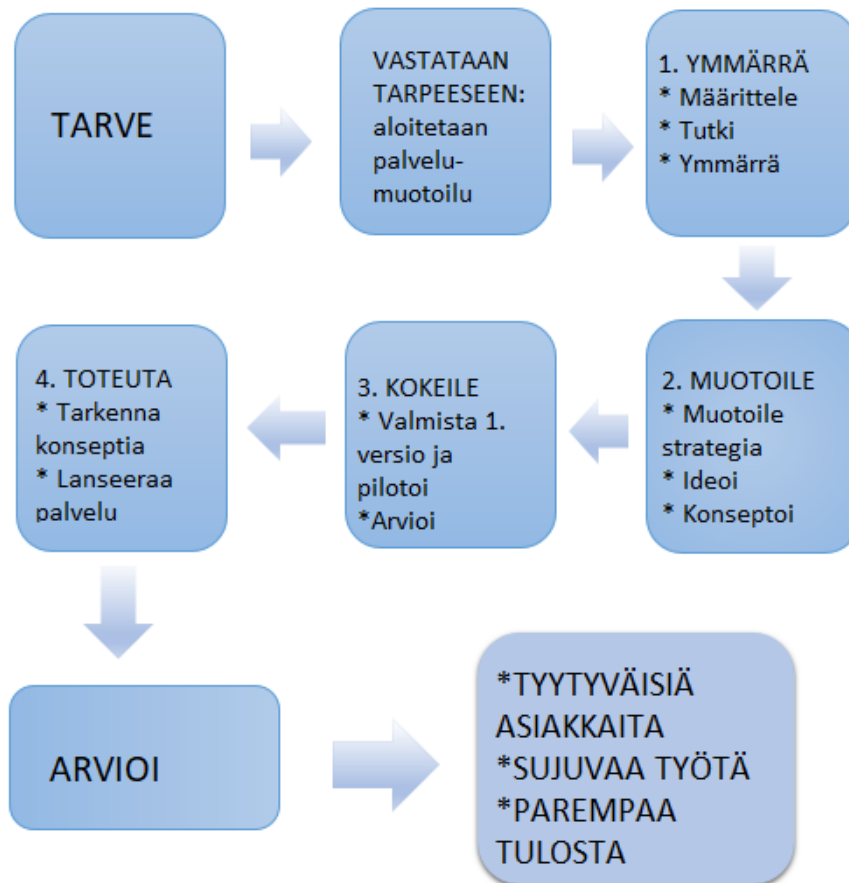 TARVE
VASTATAAN
TARPEESEEN:
aloitetaan
palvelu-
muotoilu
1. YMMÄRRÄ
* Määrittele
* Tutki
* Ymmärrä
2. MUOTOILE
* Muotoile
strategia
* Ideoi
* Konseptoi
3. KOKEILE
* Valmista 1.
versio ja
pilotoi
*Arvioi
4. TOTEUTA
* Tarkenna
konseptia
* Lanseeraa
palvelu
ARVIOI
*TYYTYVÄISIÄ
ASIAKKAITA
*SUJUVAA TYÖTÄ
*PAREMPAA
TULOSTA